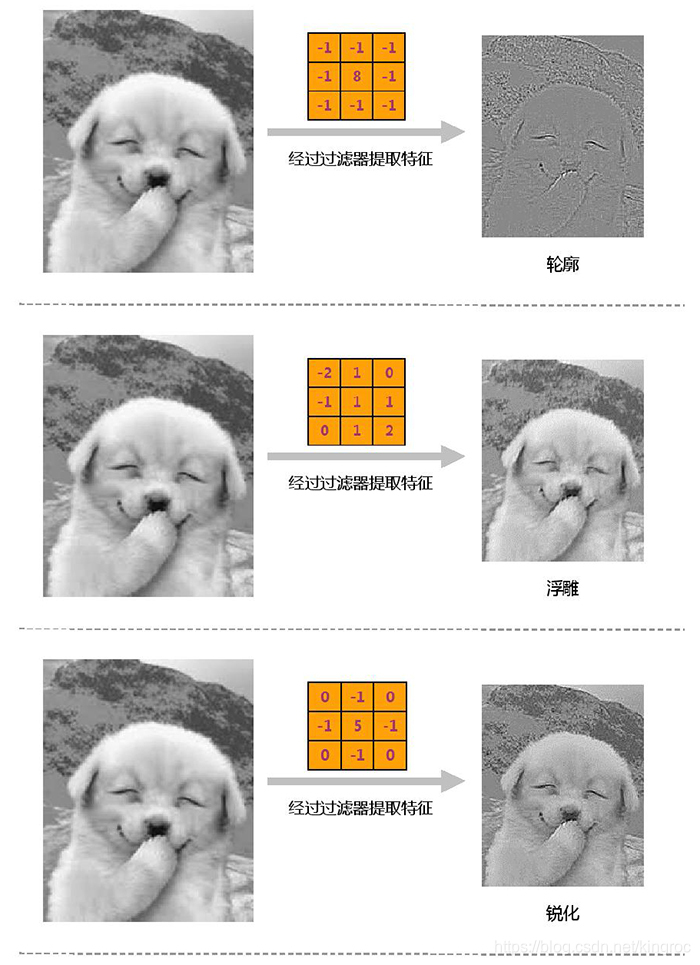 -1 -1 -1
-1 8 -1
-1 -1 -1
经过过滤器提取特征
轮廓
-2 1 0
-1 1 1
0 1 2
经过过滤器提取特征
浮雕
0 -1 0
-1 5 -1
0 -1 0
经过过滤器提取特征
锐化
https://blog.csdn.net/kingroc